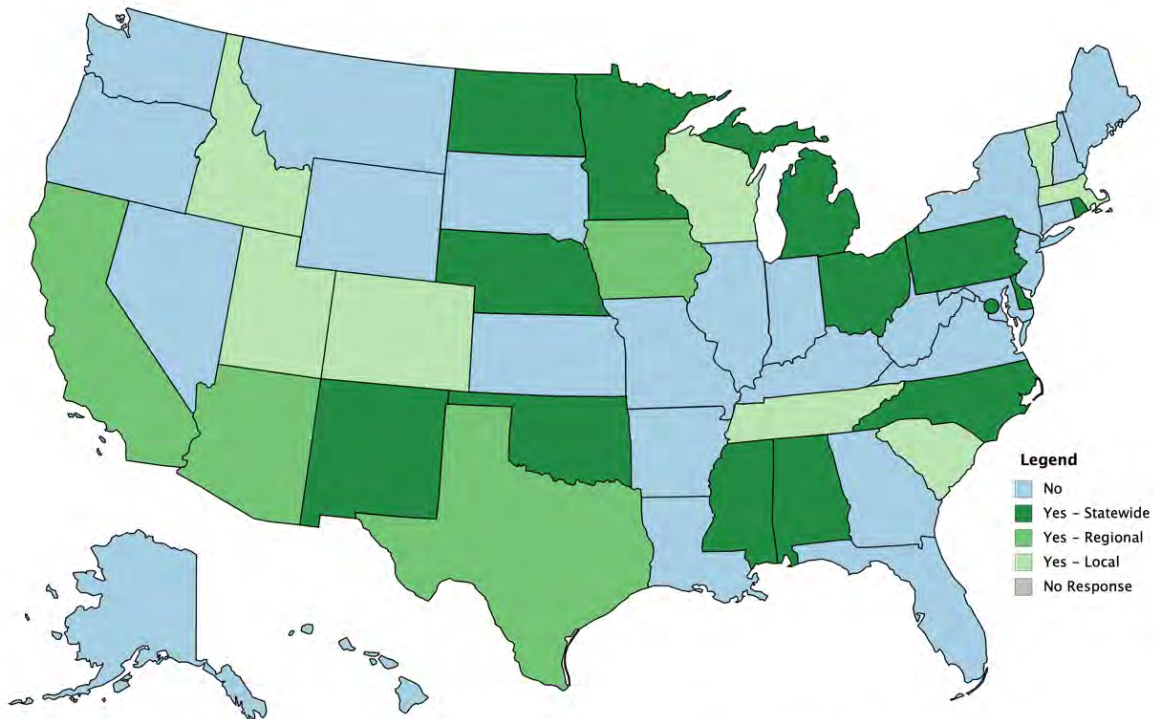 Legend
No
Yes – Statewide
Yes – Regional
Yes – Local
No Response